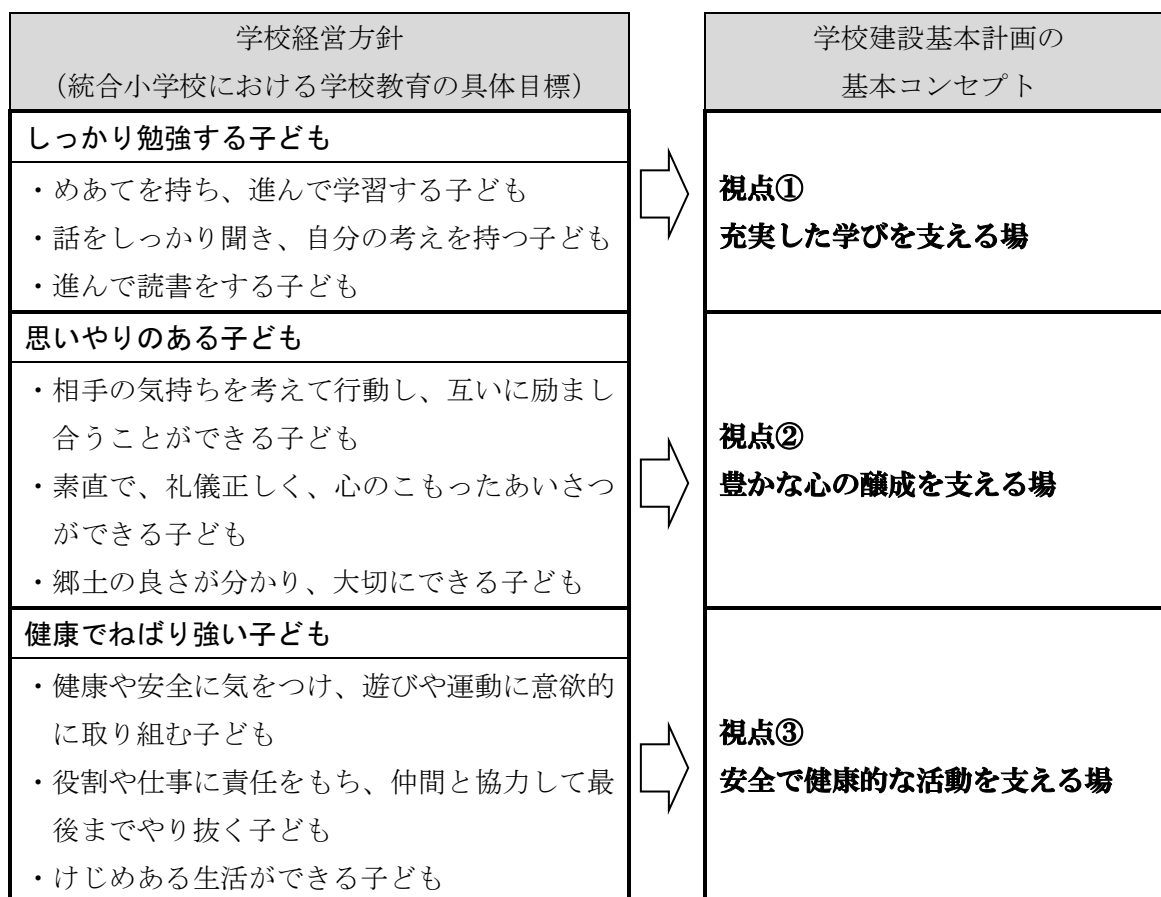 学校経営方針
（統合小学校における学校教育の具体目標）
しっかり勉強する子ども
・めあてを持ち、進んで学習する子ども
・話をしっかり聞き、自分の考えを持つ子ども
・進んで読書をする子ども
思いやりのある子ども
・相手の気持ちを考えて行動し、互いに励まし
合うことができる子ども
・素直で、礼儀正しく、心のこもったあいさつ
ができる子ども
・郷土の良さが分かり、大切にできる子ども
健康でねばり強い子ども
・健康や安全に気をつけ、遊びや運動に意欲的
に取り組む子ども
・役割や仕事に責任をもち、仲間と協力して最
後までやり抜く子ども
・けじめある生活ができる子ども
学校建設基本計画の
基本コンセプト
視点①
充実した学びを支える場
視点②
豊かな心の醸成を支える場
視点③
安全で健康的な活動を支える場